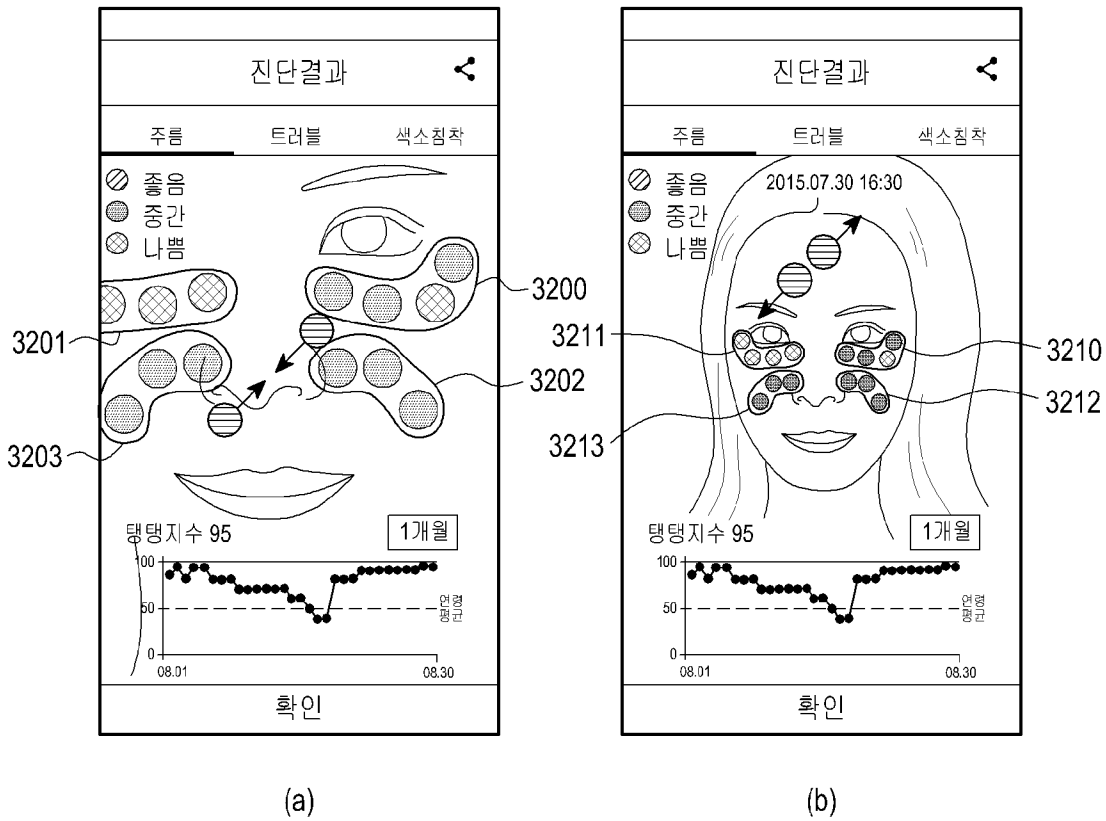 진단결과
주름 트러블 색소침착
좋음
중간
나쁨
3200
3201
3202
3203
탱탱지수 95
1개월
100
50
0
연령
평균
08.01
08.30
확인
(a)
진단결과
주름 트러블 색소침착
좋음
중간
나쁨
2015.07.30 16:30
3211
3210
3212
3213
탱탱지수 95
1개월
100
50
0
연령
평균
08.01
08.30
확인
(b)